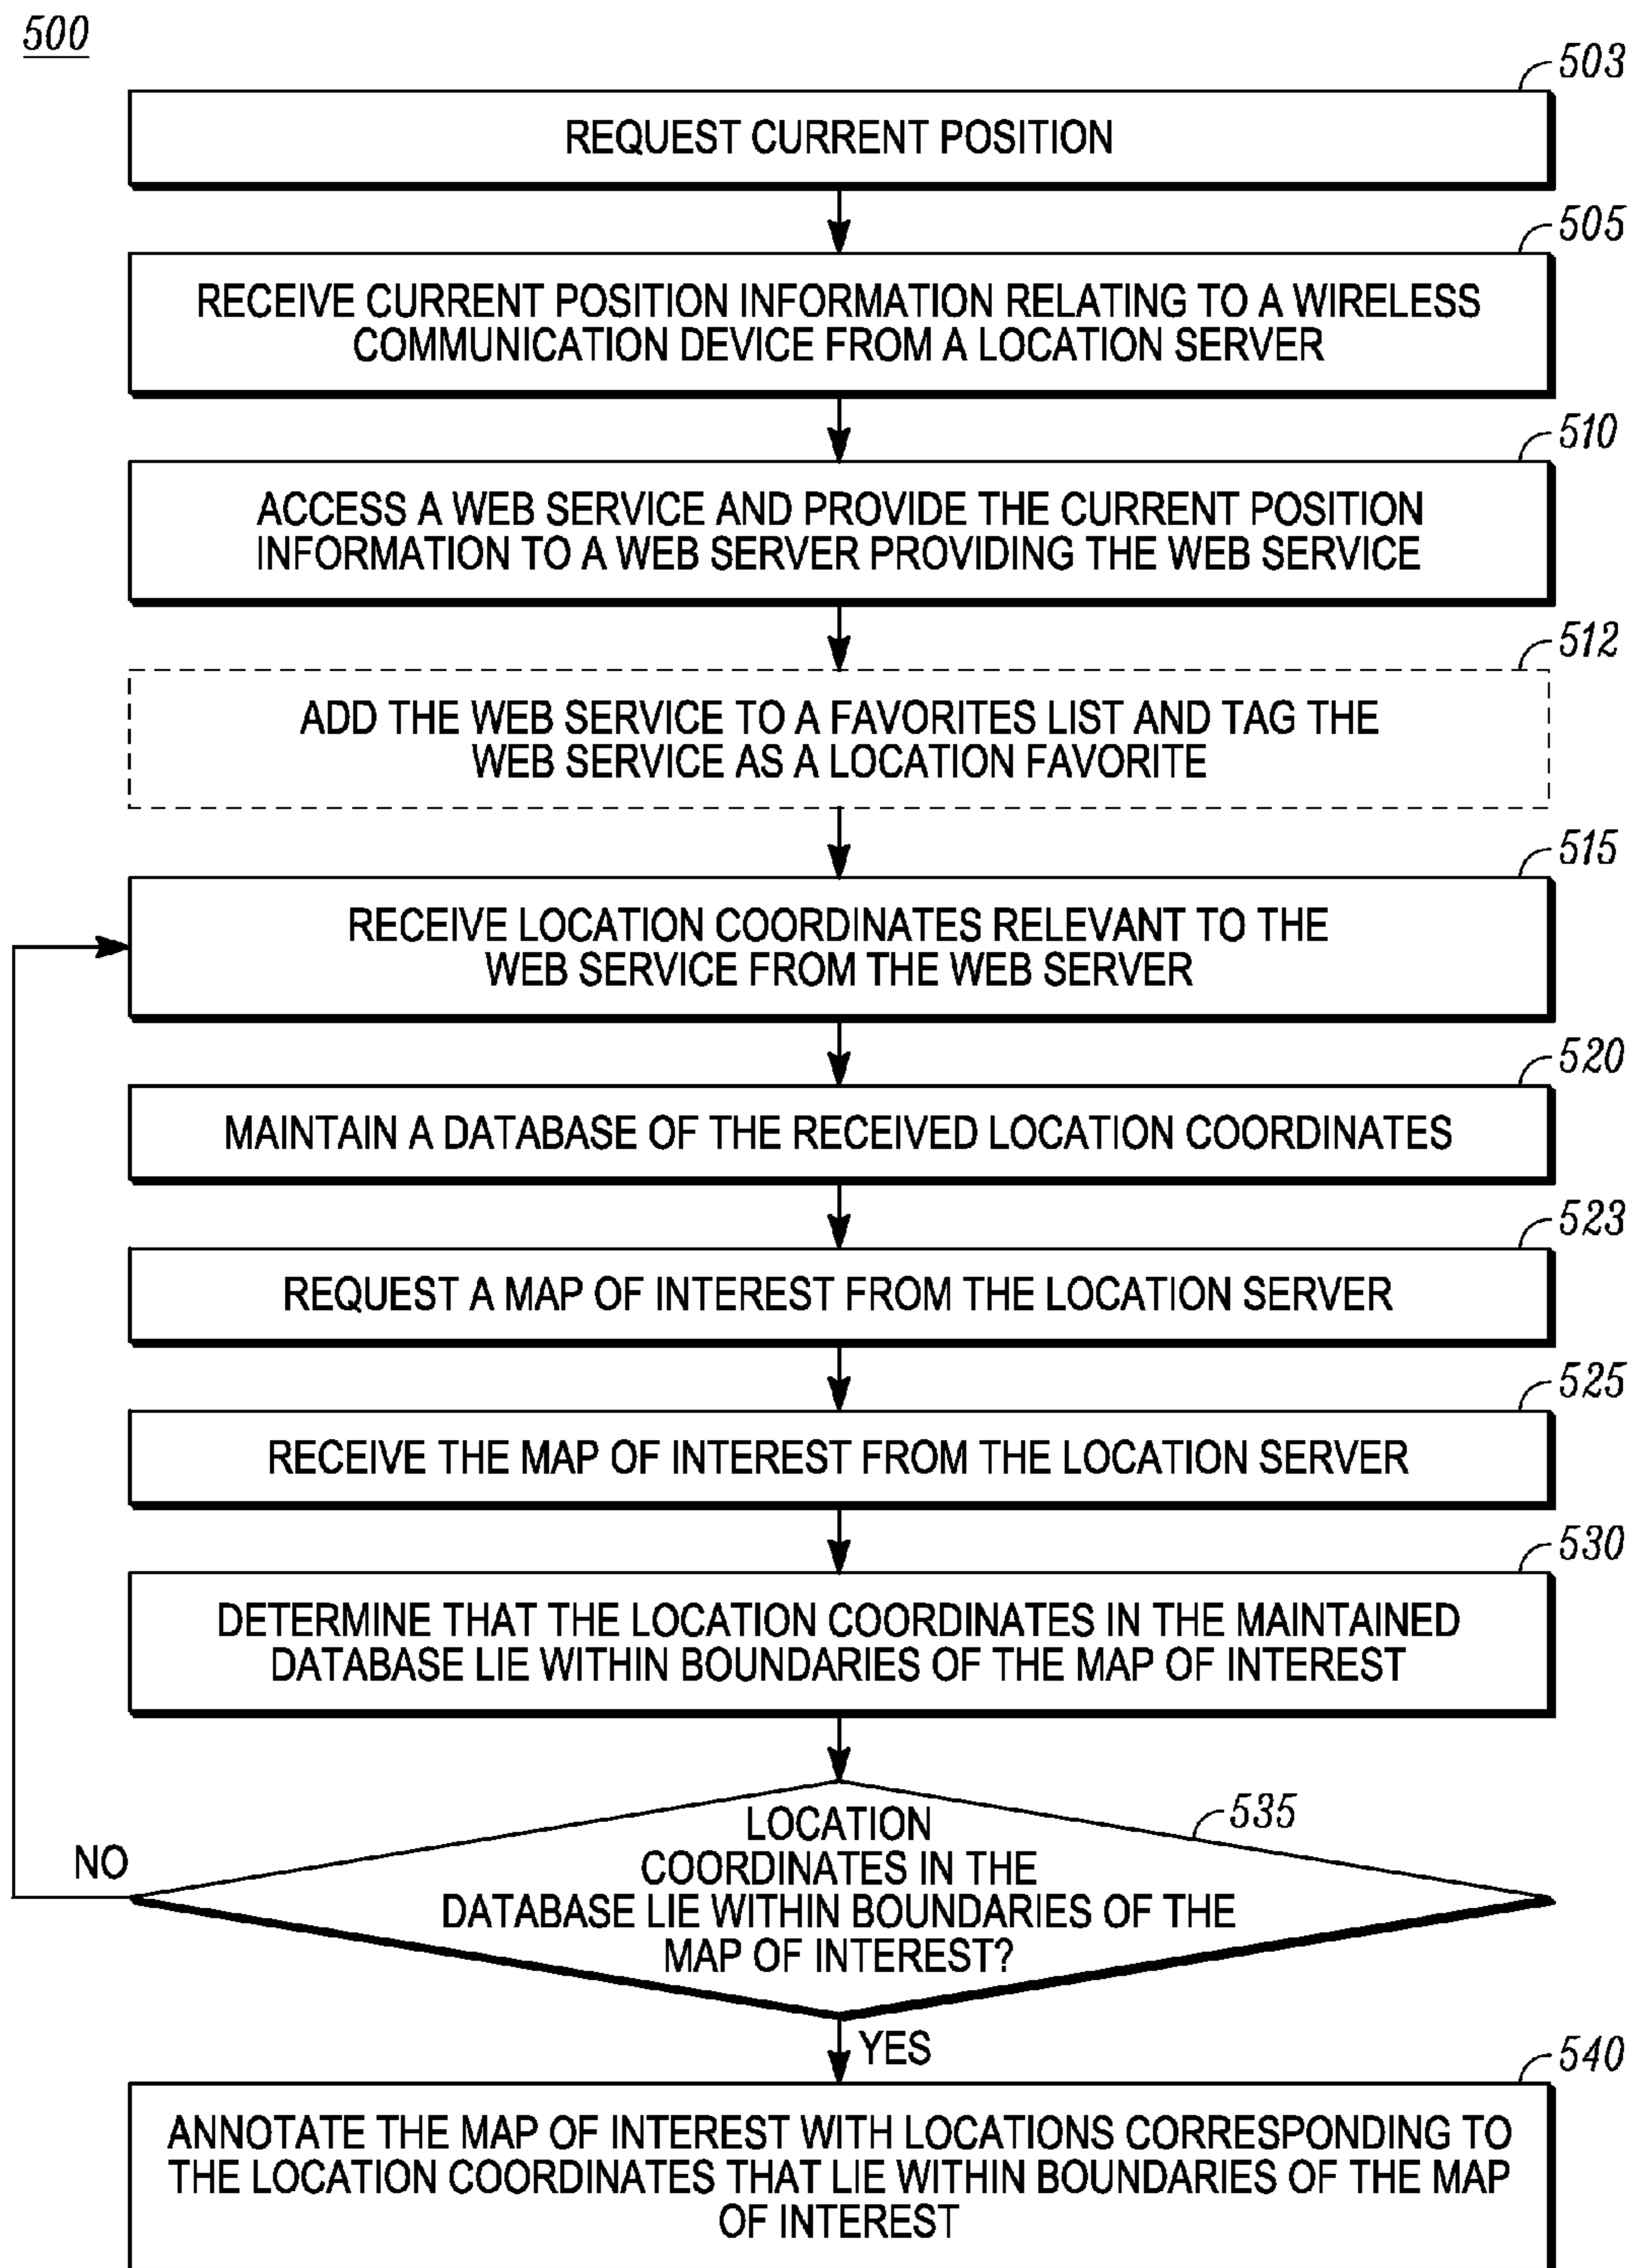 500
503
REQUEST CURRENT POSITION
505
RECEIVE CURRENT POSITION INFORMATION RELATING TO A WIRELESS
COMMUNICATION DEVICE FROM A LOCATION SERVER
510
ACCESS A WEB SERVICE AND PROVIDE THE CURRENT POSITION
INFORMATION TO A WEB SERVER PROVIDING THE WEB SERVICE
512
ADD THE WEB SERVICE TO A FAVORITES LIST AND TAG THE
WEB SERVICE AS A LOCATION FAVORITE
515
RECEIVE LOCATION COORDINATES RELEVANT TO THE
WEB SERVICE FROM THE WEB SERVER
520
MAINTAIN A DATABASE OF THE RECEIVED LOCATION COORDINATES
523
REQUEST A MAP OF INTEREST FROM THE LOCATION SERVER
525
RECEIVE THE MAP OF INTEREST FROM THE LOCATION SERVER
530
DETERMINE THAT THE LOCATION COORDINATES IN THE MAINTAINED
DATABASE LIE WITHIN BOUNDARIES OF THE MAP OF INTEREST
535
LOCATION
COORDINATES IN THE
DATABASE LIE WITHIN BOUNDARIES OF THE
MAP OF INTEREST?
NO
YES
540
ANNOTATE THE MAP OF INTEREST WITH LOCATIONS CORRESPONDING TO
THE LOCATION COORDINATES THAT LIE WITHIN BOUNDARIES OF THE MAP
OF INTEREST